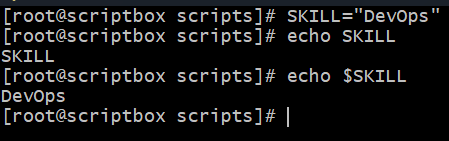 [root@scriptbox scripts]# SKILL="DevOps"
[root@scriptbox scripts]# echo SKILL
SKILL
[root@scriptbox scripts]# echo $SKILL
DevOps
[root@scriptbox scripts]#